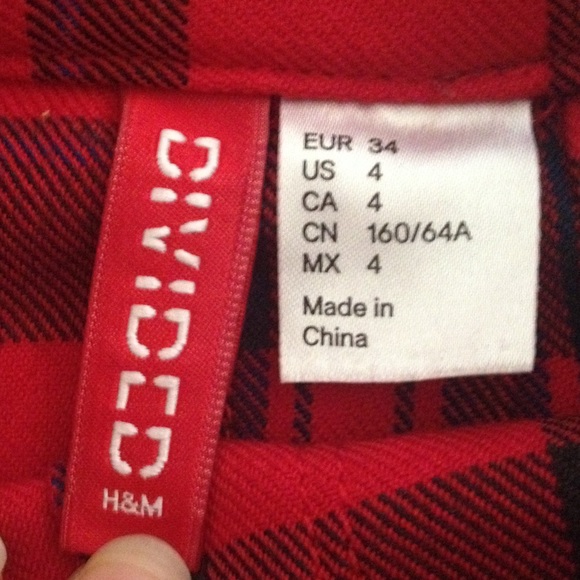 DIVIDED
H&M
EUR 34
US 4
CA 4
CN 160/64A
MX 4
Made in
China